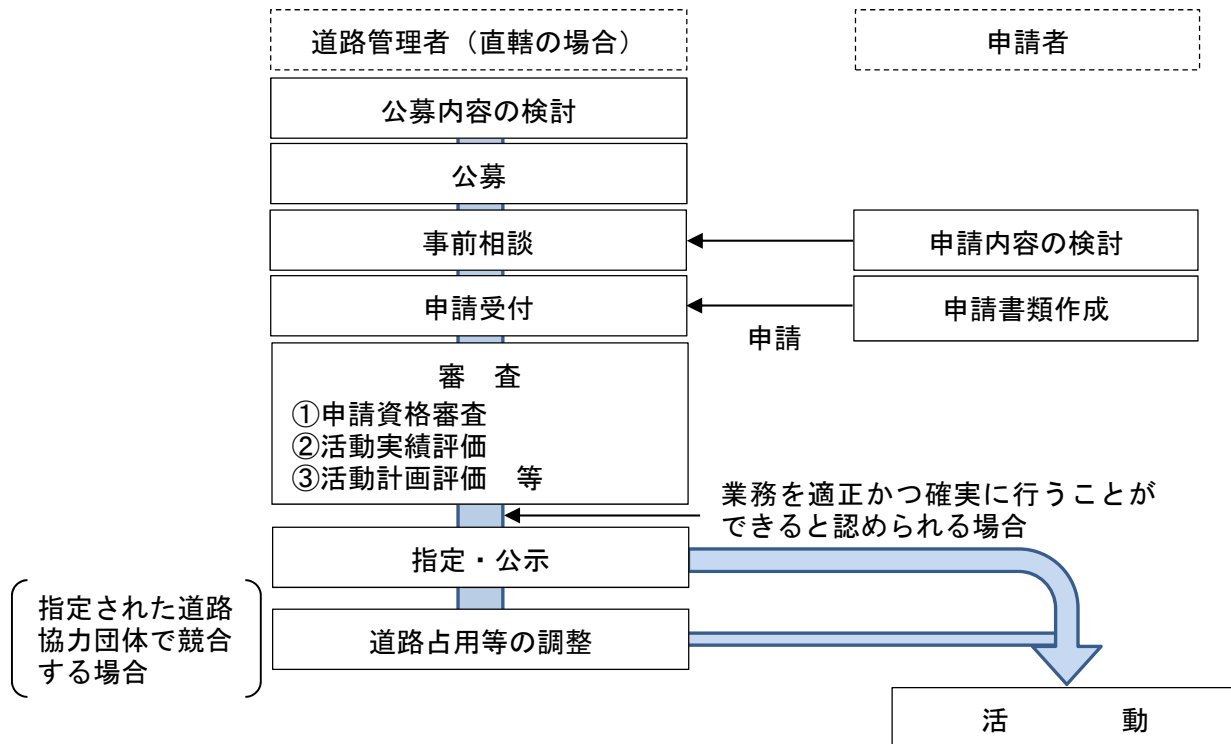 道路管理者（直轄の場合）
申請者
公募内容の検討
公募
事前相談
申請内容の検討
申請受付
申請書類作成
申請
審　査
①申請資格審査
②活動実績評価
③活動計画評価　等
業務を適正かつ確実に行うことが
できると認められる場合
指定・公示
指定された道路
協力団体で競合
する場合
道路占用等の調整
活　　　動